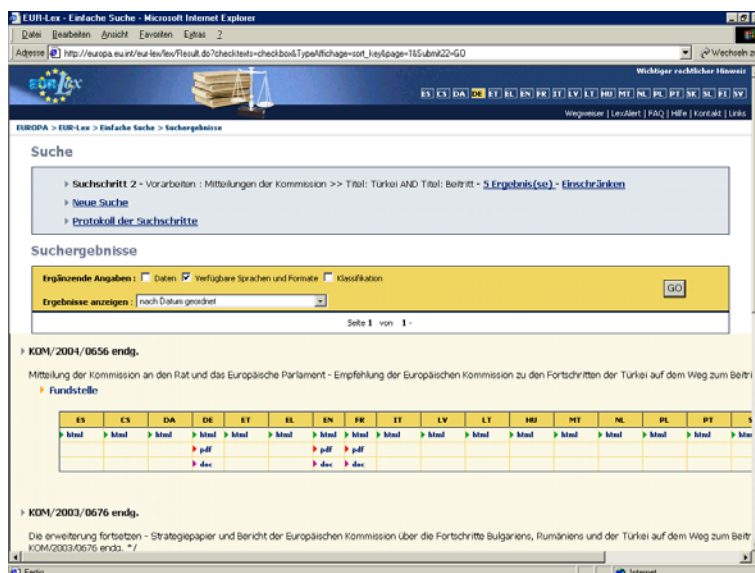 EUR-Lex - Einfache Suche - Microsoft Internet Explorer
Datei Bearbeiten Ansicht Favoriten Extras ?
Adresse http://europa.eu.int/eur-lex/lex/Result.do?checktexts=checkbox&TypeAffichage=sort_key&page=1&Submit22=GO Wechseln z
EUR Lex
Wichtiger rechtlicher Hinweis
ES CS DA DE ET EL EN FR IT LV LT HU MT NL PL PT SK SL FI SV
Wegweiser | LexAlert | FAQ | Hilfe | Kontakt | Links
EUROPA > EUR-Lex > Einfache Suche > Suchergebnisse
Suche
Suchschritt 2 - Vorarbeiten : Mitteilungen der Kommission >> Titel: Türkei AND Titel: Beitritt - 5 Ergebnis(se) - Einschränken
Neue Suche
Protokoll der Suchschritte
Suchergebnisse
Ergänzende Angaben : Daten Verfügbare Sprachen und Formate Klassifikation
GO
Ergebnisse anzeigen : nach Datum geordnet
Seite 1 von 1 -
KOM/2004/0656 endg.
Mitteilung der Kommission an den Rat und das Europäische Parlament - Empfehlung der Europäischen Kommission zu den Fortschritten der Türkei auf dem Weg zum Beitri
Fundstelle
ES CS DA DE ET EL EN FR IT LV LT HU MT NL PL PT S
html html html html html html html html html html html html html html html html htm
pdf pdf pdf
doc doc doc
KOM/2003/0676 endg.
Die erweiterung fortsetzen - Strategiepapier und Bericht der Europäischen Kommission über die Fortschritte Bulgariens, Rumäniens und der Türkei auf dem Weg zum Beitr
KOM/2003/0676 endg. */
Fertig Internet